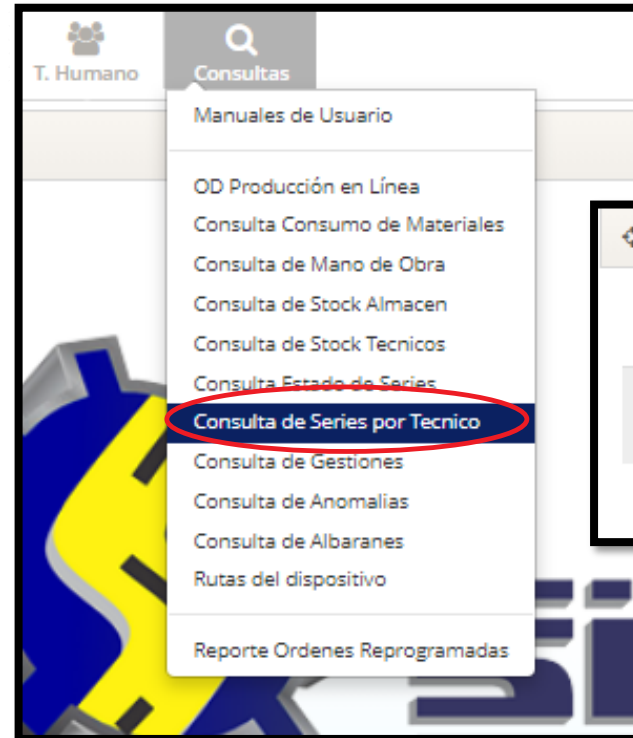 T. Humano
Consultas
Manuales de Usuario
OD Producción en Línea
Consulta Consumo de Materiales
Consulta de Mano de Obra
Consulta de Stock Almacen
Consulta de Stock Tecnicos
Consulta Estado de Series
Consulta de Series por Tecnico
Consulta de Gestiones
Consulta de Anomalias
Consulta de Albaranes
Rutas del dispositivo
Reporte Ordenes Reprogramadas